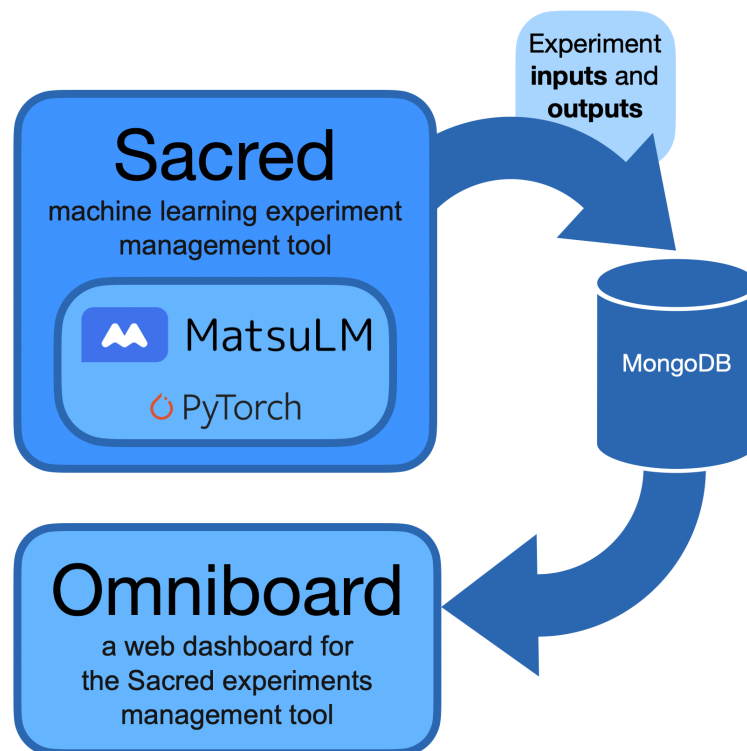 Experiment
inputs and
outputs
Sacred
machine learning experiment
management tool
MatsuLM
PyTorch
MongoDB
Omniboard
a web dashboard for
the Sacred experiments
management tool